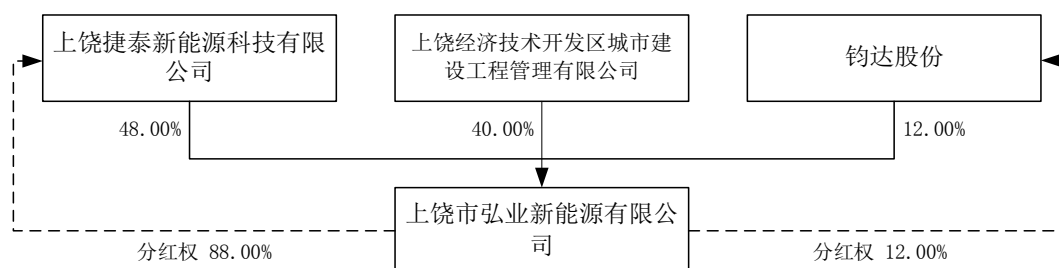 上饶捷泰新能源科技有限
公司
上饶经济技术开发区城市建
设工程管理有限公司
钧达股份
48.00%
40.00%
12.00%
上饶市弘业新能源有限公
司
分红权 88.00%
分红权 12.00%